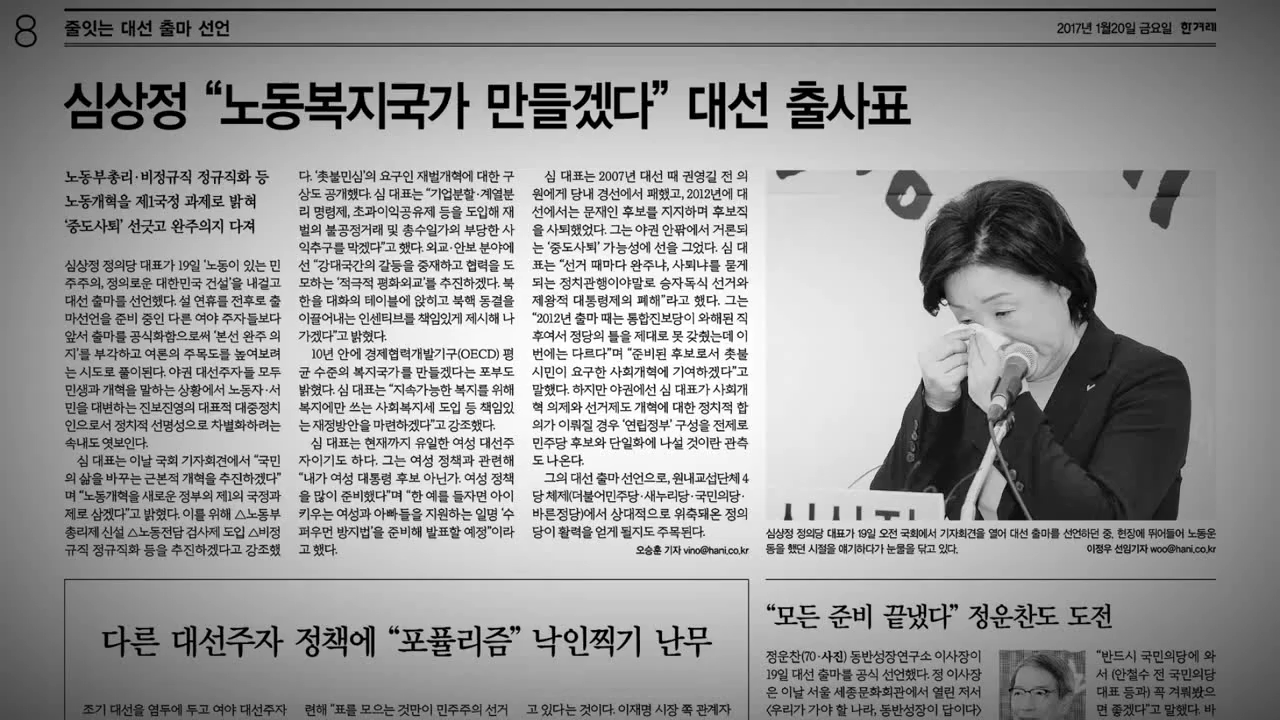 8
줄잇는 대선 출마 선언
2017년 1월20일 금요일 한겨레
심상정 “노동복지국가 만들겠다” 대선 출사표
노동부총리·비정규직 정규직화 등
노동개혁을 제1국정 과제로 밝혀
‘중도사퇴’ 선긋고 완주의지 다져
심상정 정의당 대표가 19일 ‘노동이 있는 민
주주의, 정의로운 대한민국 건설’을 내걸고
대선 출마를 선언했다. 설 연휴를 전후로 출
마선언을 준비 중인 다른 여야 주자들보다
앞서 출마를 공식화함으로써 ‘본선 완주 의
지’를 부각하고 여론의 주목도를 높여보려
는 시도로 풀이된다. 야권 대선주자들 모두
민생과 개혁을 말하는 상황에서 노동자·서
민을 대변하는 진보진영의 대표적 대중정치
인으로서 정치적 선명성으로 차별화하려는
속내도 엿보인다.
심 대표는 이날 국회 기자회견에서 “국민
의 삶을 바꾸는 근본적 개혁을 추진하겠다”
며 “노동개혁을 새로운 정부의 제1의 국정과
제로 삼겠다”고 밝혔다. 이를 위해 △노동부
총리제 신설 △노동전담 검사제 도입 △비정
규직 정규직화 등을 추진하겠다고 강조했
다. ‘촛불민심’의 요구인 재벌개혁에 대한 구
상도 공개했다. 심 대표는 “기업분할·계열분
리 명령제, 초과이익공유제 등을 도입해 재
벌의 불공정거래 및 총수일가의 부당한 사
익추구를 막겠다”고 했다. 외교·안보 분야에
선 “강대국간의 갈등을 중재하고 협력을 도
모하는 ‘적극적 평화외교’를 추진하겠다. 북
한을 대화의 테이블에 앉히고 북핵 동결을
이끌어내는 인센티브를 책임있게 제시해 나
가겠다”고 밝혔다.
10년 안에 경제협력개발기구(OECD) 평
균 수준의 복지국가를 만들겠다는 포부도
밝혔다. 심 대표는 “지속가능한 복지를 위해
복지에만 쓰는 사회복지세 도입 등 책임있
는 재정방안을 마련하겠다”고 강조했다.
심 대표는 현재까지 유일한 여성 대선주
자이기도 하다. 그는 여성 정책과 관련해
“내가 여성 대통령 후보 아닌가. 여성 정책
을 많이 준비했다”며 “한 예를 들자면 아이
키우는 여성과 아빠들을 지원하는 일명 ‘수
퍼우먼 방지법’을 준비해 발표할 예정”이라
고 했다.
심 대표는 2007년 대선 때 권영길 전 의
원에게 당내 경선에서 패했고, 2012년에 대
선에서는 문재인 후보를 지지하며 후보직
을 사퇴했었다. 그는 야권 안팎에서 거론되
는 ‘중도사퇴’ 가능성에 선을 그었다. 심 대
표는 “선거 때마다 완주냐, 사퇴냐를 묻게
되는 정치관행이야말로 승자독식 선거와
제왕적 대통령제의 폐해”라고 했다. 그는
“2012년 출마 때는 통합진보당이 와해된 직
후여서 정당의 틀을 제대로 못 갖췄는데 이
번에는 다르다”며 “준비된 후보로서 촛불
시민이 요구한 사회개혁에 기여하겠다”고
말했다. 하지만 야권에선 심 대표가 사회개
혁 의제와 선거제도 개혁에 대한 정치적 합
의가 이뤄질 경우 ‘연립정부’ 구성을 전제로
민주당 후보와 단일화에 나설 것이란 관측
도 나온다.
그의 대선 출마 선언으로, 원내교섭단체 4
당 체제(더불어민주당·새누리당·국민의당·
바른정당)에서 상대적으로 위축돼온 정의
당이 활력을 얻게 될지도 주목된다.
오승훈 기자 vino@hani.co.kr
심상정 정의당 대표가 19일 오전 국회에서 기자회견을 열어 대선 출마를 선언하던 중, 현장에 뛰어들어 노동운
동을 했던 시절을 얘기하다가 눈물을 닦고 있다. 이정우 선임기자 woo@hani.co.kr
다른 대선주자 정책에 “포퓰리즘” 낙인찍기 난무
조기 대선을 염두에 두고 여야 대선주자
련해 “표를 모으는 것만이 민주주의 선거
고 있다는 것이다. 이재명 시장 쪽 관계자
“모든 준비 끝냈다” 정운찬도 도전
정운찬(70·사진) 동반성장연구소 이사장이
19일 대선 출마를 공식 선언했다. 정 이사장
은 이날 서울 세종문화회관에서 열린 저서
〈우리가 가야 할 나라, 동반성장이 답이다〉
“반드시 국민의당에 와
서 (안철수 전 국민의당
대표 등과) 꼭 겨뤄봤으
면 좋겠다”고 말했다. 바